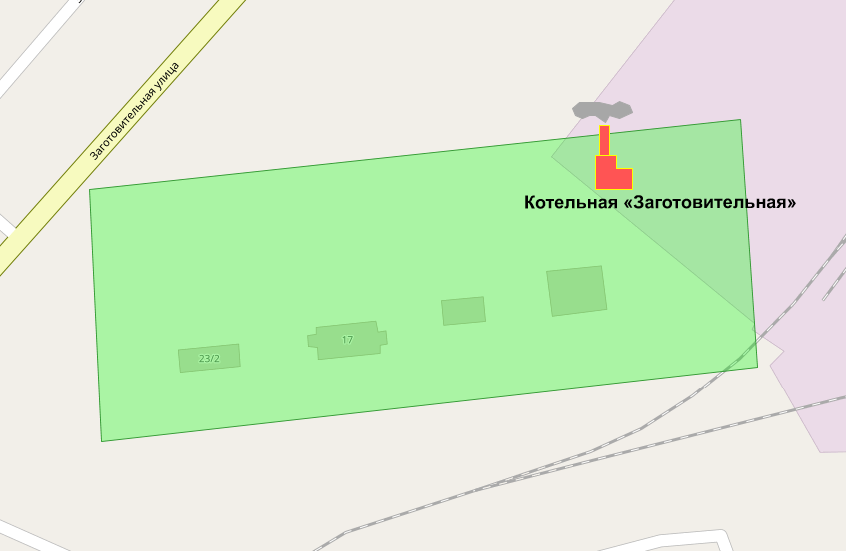 Заготовительная улица
Котельная «Заготовительная»
17
23/2